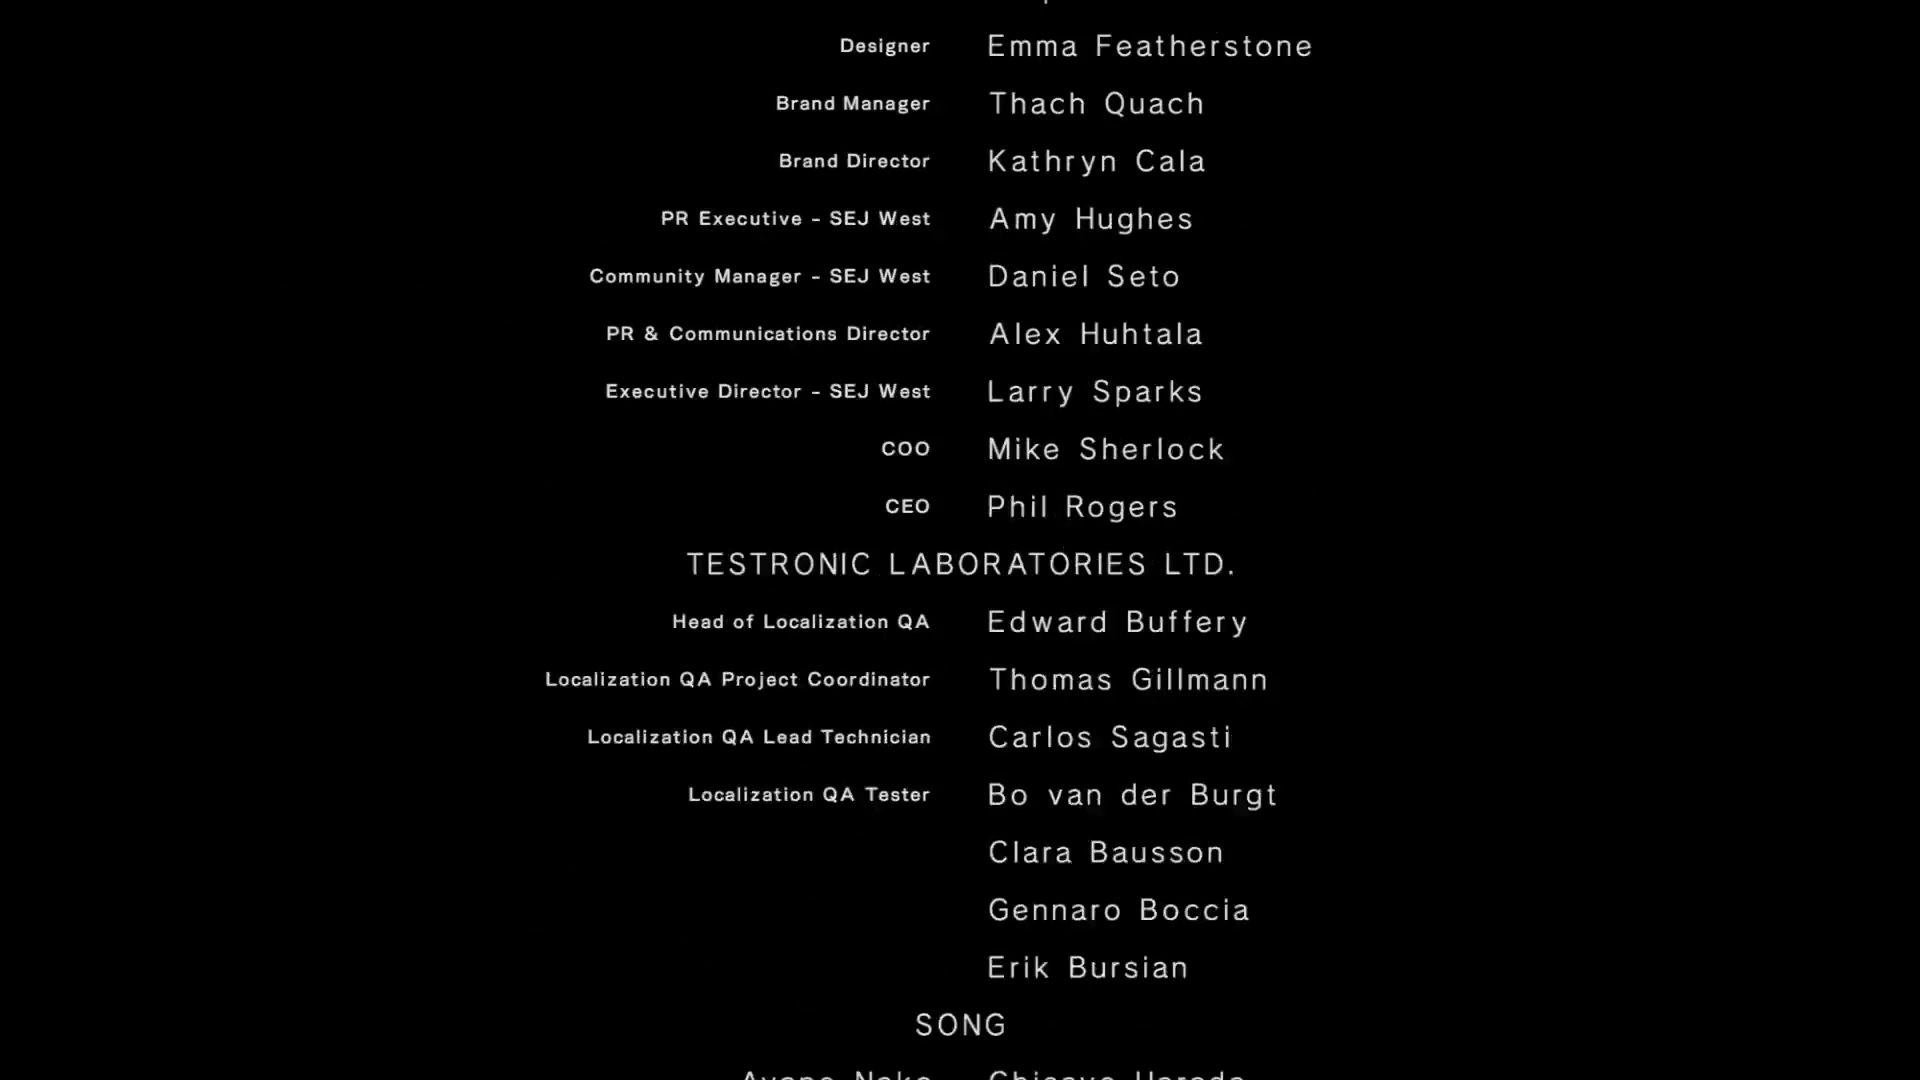 Designer Emma Featherstone
Brand Manager Thach Quach
Brand Director Kathryn Cala
PR Executive - SEJ West Amy Hughes
Community Manager - SEJ West Daniel Seto
PR & Communications Director Alex Huhtala
Executive Director - SEJ West Larry Sparks
COO Mike Sherlock
CEO Phil Rogers
TESTRONIC LABORATORIES LTD.
Head of Localization QA Edward Buffery
Localization QA Project Coordinator Thomas Gillmann
Localization QA Lead Technician Carlos Sagasti
Localization QA Tester Bo van der Burgt
Clara Bausson
Gennaro Boccia
Erik Bursian
SONG